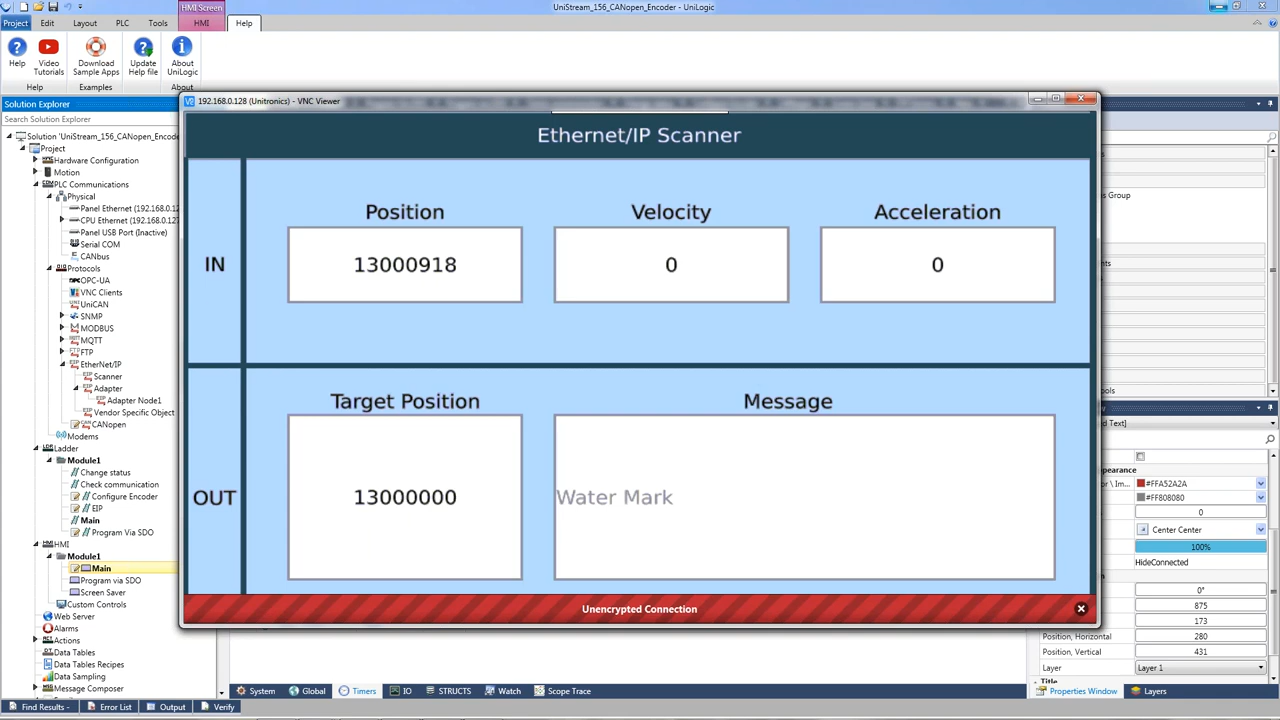 HMI Screen
UniStream_156_CANopen_Encoder - UniLogic
Project Edit Layout PLC Tools HMI Help
Help
Video Tutorials
Download Sample Apps
Update Help file
About UniLogic
Help Examples About
Solution Explorer
Search Solution Explorer
Solution 'UniStream_156_CANopen_Encode
Project
Hardware Configuration
Motion
PLC Communications
Physical
Panel Ethernet (192.168.0.12
CPU Ethernet (192.168.0.127
Panel USB Port (Inactive)
Serial COM
CANbus
Protocols
OPC-UA
VNC Clients
UniCAN
SNMP
MODBUS
MQTT
FTP
EtherNet/IP
Scanner
Adapter
Adapter Node1
Vendor Specific Object
CANopen
Modems
Ladder
Module1
Change status
Check communication
Configure Encoder
EIP
Main
Program Via SDO
HMI
Module1
Main
Program via SDO
Screen Saver
Custom Controls
Web Server
Alarms
Actions
Data Tables
Data Tables Recipes
Data Sampling
Message Composer
192.168.0.128 (Unitronics) - VNC Viewer
Ethernet/IP Scanner
IN
Position Velocity Acceleration
13000918 0 0
OUT
Target Position Message
13000000 Water Mark
Unencrypted Connection
s Group
ents
ols
d Text]
ppearance
or \ Im...
#FFA52A2A
#FF808080
0
Center Center
100%
HideConnected
0°
875
173
Position, Horizontal 280
Position, Vertical 431
Layer Layer 1
Title
System Global Timers IO STRUCTS Watch Scope Trace
Properties Window Layers
Find Results - Error List Output Verify